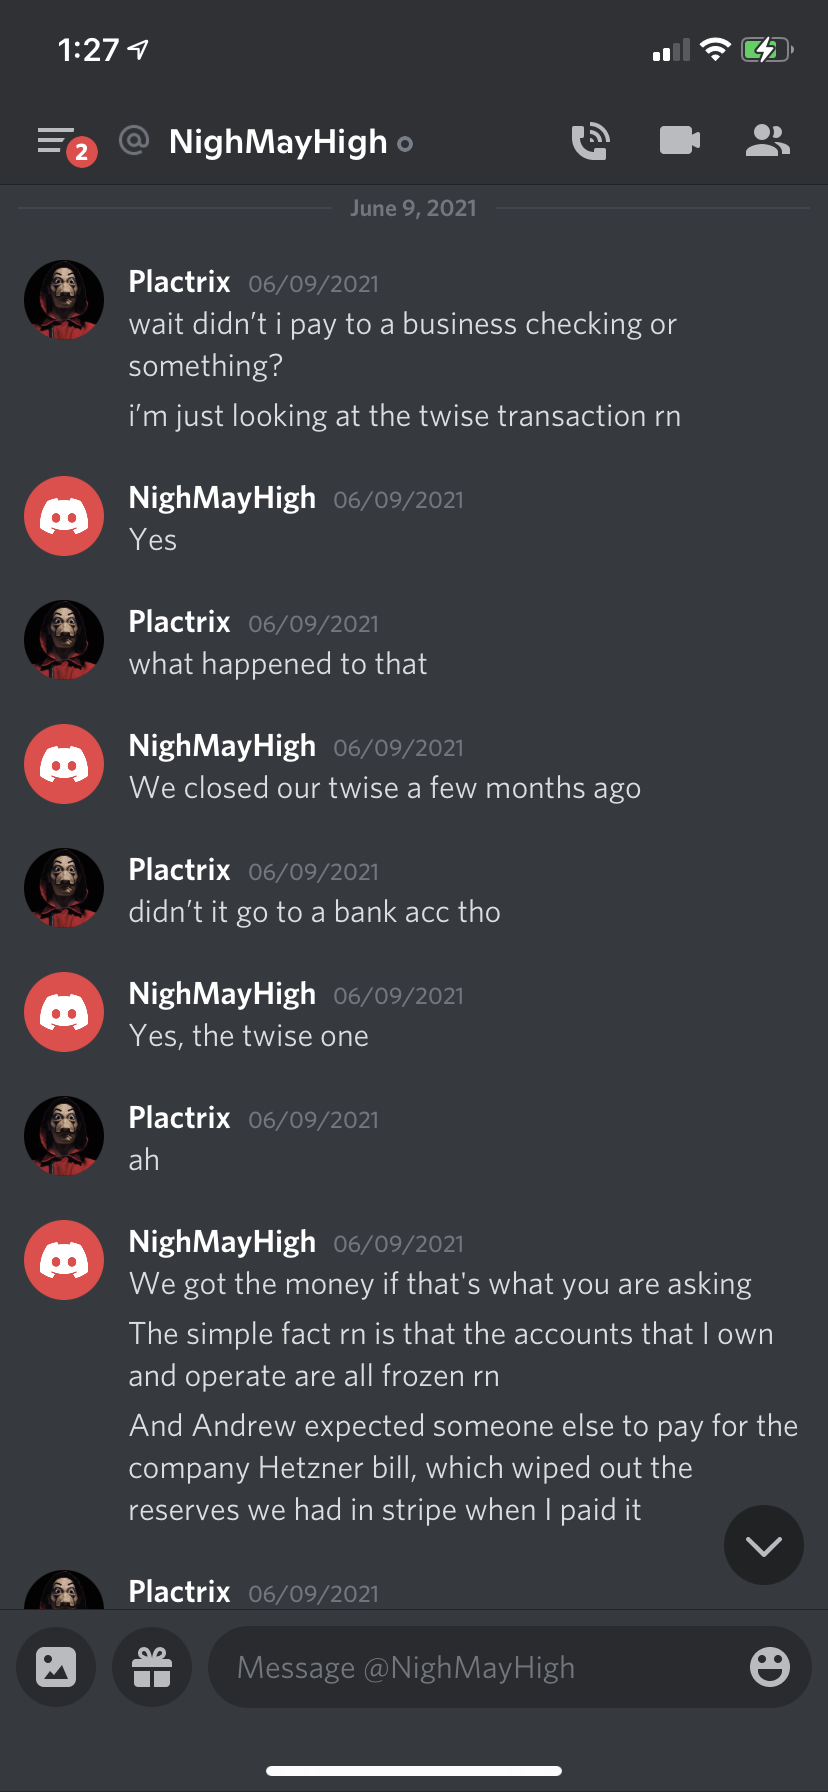 1:27
2
@ NighMayHigh
June 9, 2021
Plactrix 06/09/2021
wait didn’t i pay to a business checking or
something?
i’m just looking at the twise transaction rn
NighMayHigh 06/09/2021
Yes
Plactrix 06/09/2021
what happened to that
NighMayHigh 06/09/2021
We closed our twise a few months ago
Plactrix 06/09/2021
didn’t it go to a bank acc tho
NighMayHigh 06/09/2021
Yes, the twise one
Plactrix 06/09/2021
ah
NighMayHigh 06/09/2021
We got the money if that's what you are asking
The simple fact rn is that the accounts that I own
and operate are all frozen rn
And Andrew expected someone else to pay for the
company Hetzner bill, which wiped out the
reserves we had in stripe when I paid it
Plactrix 06/09/2021
Message @NighMayHigh